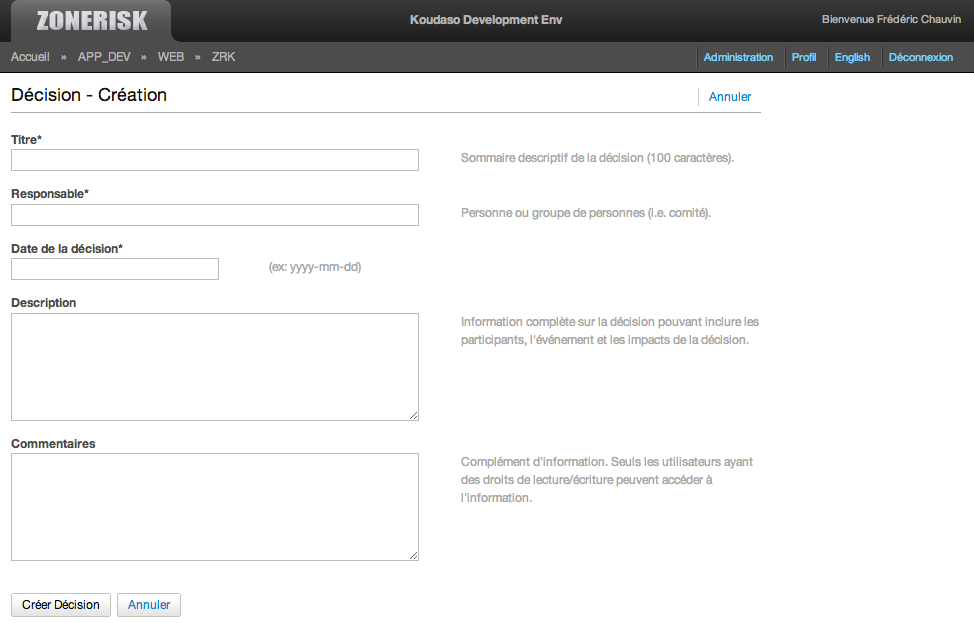 ZONERISK
Koudaso Development Env
Bienvenue Frédéric Chauvin
Accueil » APP_DEV » WEB » ZRK
Administration Profil English Déconnexion
Décision - Création
Annuler
Titre*
Sommaire descriptif de la décision (100 caractères).
Responsable*
Personne ou groupe de personnes (i.e. comité).
Date de la décision*
(ex: yyyy-mm-dd)
Description
Information complète sur la décision pouvant inclure les
participants, l'événement et les impacts de la décision.
Commentaires
Complément d'information. Seuls les utilisateurs ayant
des droits de lecture/écriture peuvent accéder à
l'information.
Créer Décision
Annuler